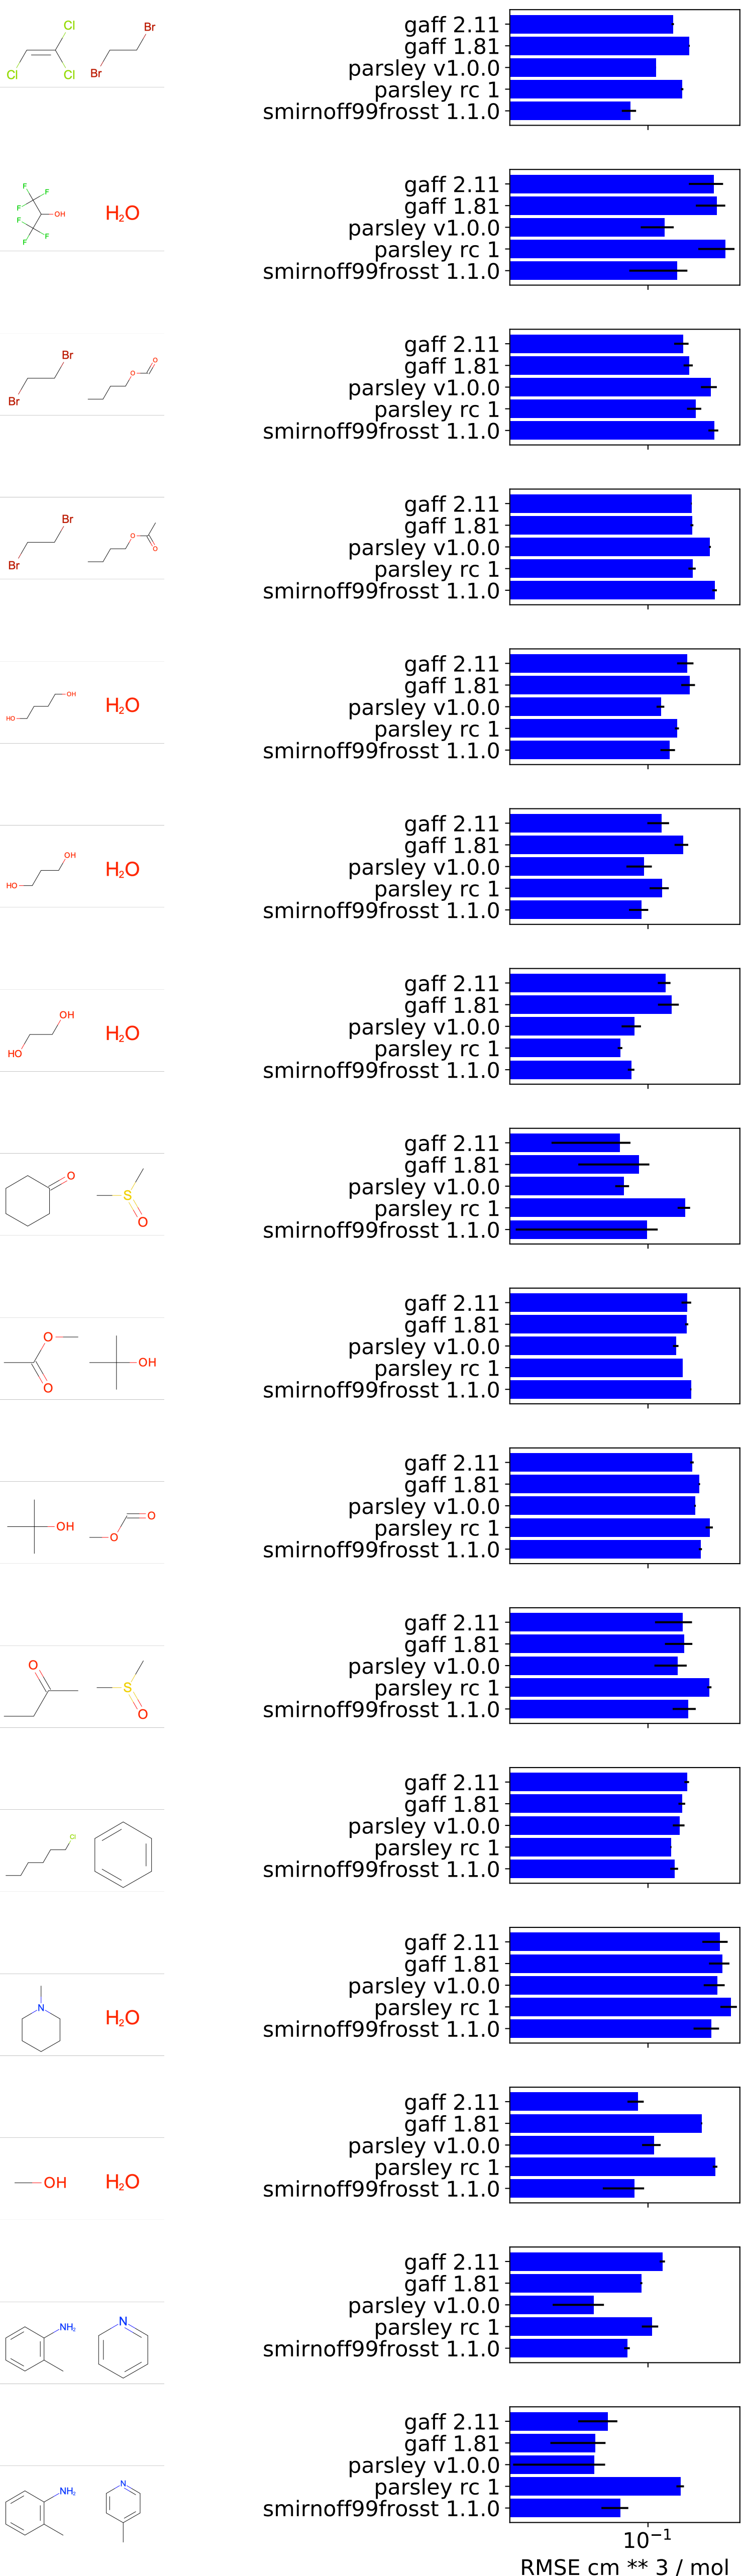 Cl Br
Cl Cl Br
gaff 2.11
gaff 1.81
parsley v1.0.0
parsley rc 1
smirnoff99frosst 1.1.0
F F
F OH H₂O
F F
F
gaff 2.11
gaff 1.81
parsley v1.0.0
parsley rc 1
smirnoff99frosst 1.1.0
Br O
Br O
gaff 2.11
gaff 1.81
parsley v1.0.0
parsley rc 1
smirnoff99frosst 1.1.0
Br O
Br O
gaff 2.11
gaff 1.81
parsley v1.0.0
parsley rc 1
smirnoff99frosst 1.1.0
OH H₂O
HO
gaff 2.11
gaff 1.81
parsley v1.0.0
parsley rc 1
smirnoff99frosst 1.1.0
OH H₂O
HO
gaff 2.11
gaff 1.81
parsley v1.0.0
parsley rc 1
smirnoff99frosst 1.1.0
OH H₂O
HO
gaff 2.11
gaff 1.81
parsley v1.0.0
parsley rc 1
smirnoff99frosst 1.1.0
O S
O
gaff 2.11
gaff 1.81
parsley v1.0.0
parsley rc 1
smirnoff99frosst 1.1.0
O OH
O
gaff 2.11
gaff 1.81
parsley v1.0.0
parsley rc 1
smirnoff99frosst 1.1.0
OH O
O
gaff 2.11
gaff 1.81
parsley v1.0.0
parsley rc 1
smirnoff99frosst 1.1.0
O S
O
gaff 2.11
gaff 1.81
parsley v1.0.0
parsley rc 1
smirnoff99frosst 1.1.0
Cl
gaff 2.11
gaff 1.81
parsley v1.0.0
parsley rc 1
smirnoff99frosst 1.1.0
N H₂O
gaff 2.11
gaff 1.81
parsley v1.0.0
parsley rc 1
smirnoff99frosst 1.1.0
OH H₂O
gaff 2.11
gaff 1.81
parsley v1.0.0
parsley rc 1
smirnoff99frosst 1.1.0
NH₂ N
gaff 2.11
gaff 1.81
parsley v1.0.0
parsley rc 1
smirnoff99frosst 1.1.0
NH₂ N
gaff 2.11
gaff 1.81
parsley v1.0.0
parsley rc 1
smirnoff99frosst 1.1.0
10⁻¹
RMSE cm ** 3 / mol